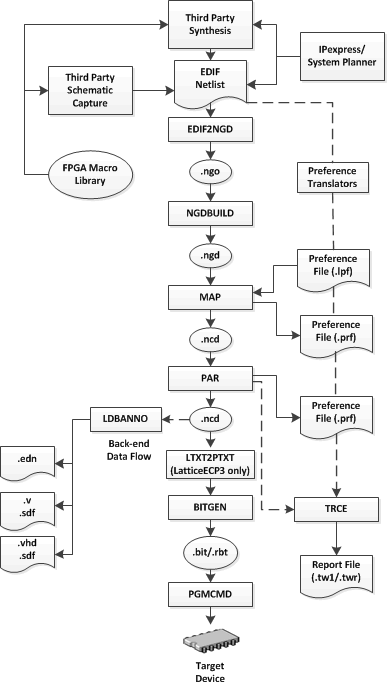 Third Party
Synthesis
IPexpress/
System Planner
Third Party
Schematic
Capture
EDIF
Netlist
EDIF2NGD
FPGA Macro
Library
.ngo
Preference
Translators
NGDBUILD
.ngd
Preference
File (.lpf)
MAP
Preference
File (.prf)
.ncd
PAR
Preference
File (.prf)
LDBANNO
.ncd
Back-end
Data Flow
.edn
LTXT2PTXT
(LatticeECP3 only)
.v
.sdf
BITGEN
TRCE
.vhd
.sdf
.bit/.rbt
Report File
(.tw1/.twr)
PGMCMD
Target
Device